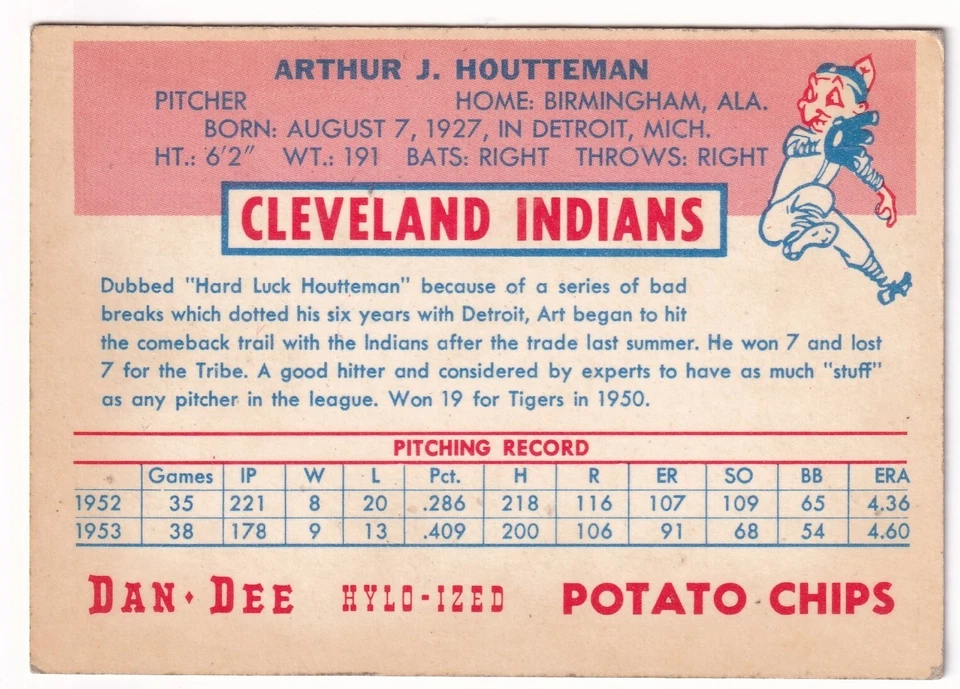 ARTHUR J. HOUTTEMAN
PITCHER HOME: BIRMINGHAM, ALA.
BORN: AUGUST 7, 1927, IN DETROIT, MICH.
HT.: 6'2" WT.: 191 BATS: RIGHT THROWS: RIGHT
CLEVELAND INDIANS
Dubbed "Hard Luck Houtteman" because of a series of bad
breaks which dotted his six years with Detroit, Art began to hit
the comeback trail with the Indians after the trade last summer. He won 7 and lost
7 for the Tribe. A good hitter and considered by experts to have as much "stuff"
as any pitcher in the league. Won 19 for Tigers in 1950.
PITCHING RECORD
Games IP W L Pct. H R ER SO BB ERA
1952 35 221 8 20 .286 218 116 107 109 65 4.36
1953 38 178 9 13 .409 200 106 91 68 54 4.60
DAN·DEE HYLO-IZED POTATO CHIPS